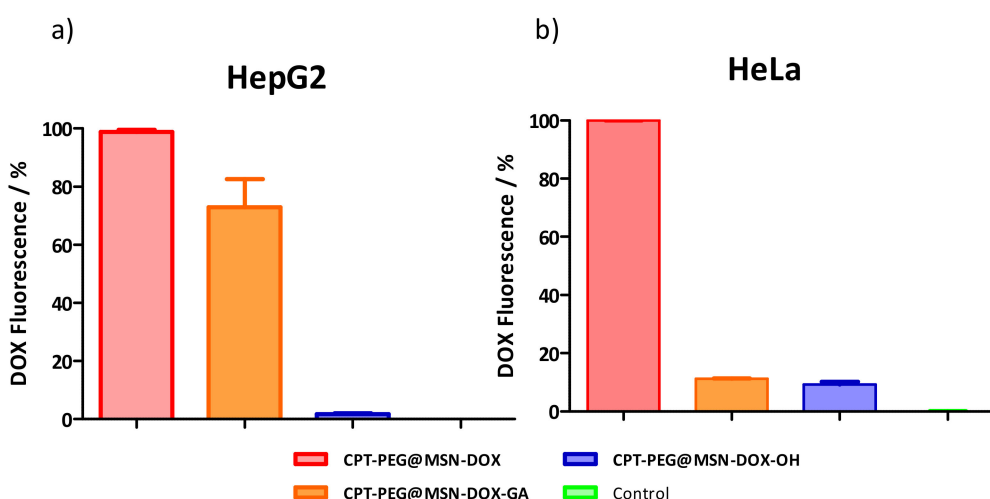 a)
HepG2
DOX Fluorescence / %
100
80
60
40
20
0
b)
HeLa
DOX Fluorescence / %
100
80
60
40
20
0
CPT-PEG@MSN-DOX
CPT-PEG@MSN-DOX-OH
CPT-PEG@MSN-DOX-GA
Control